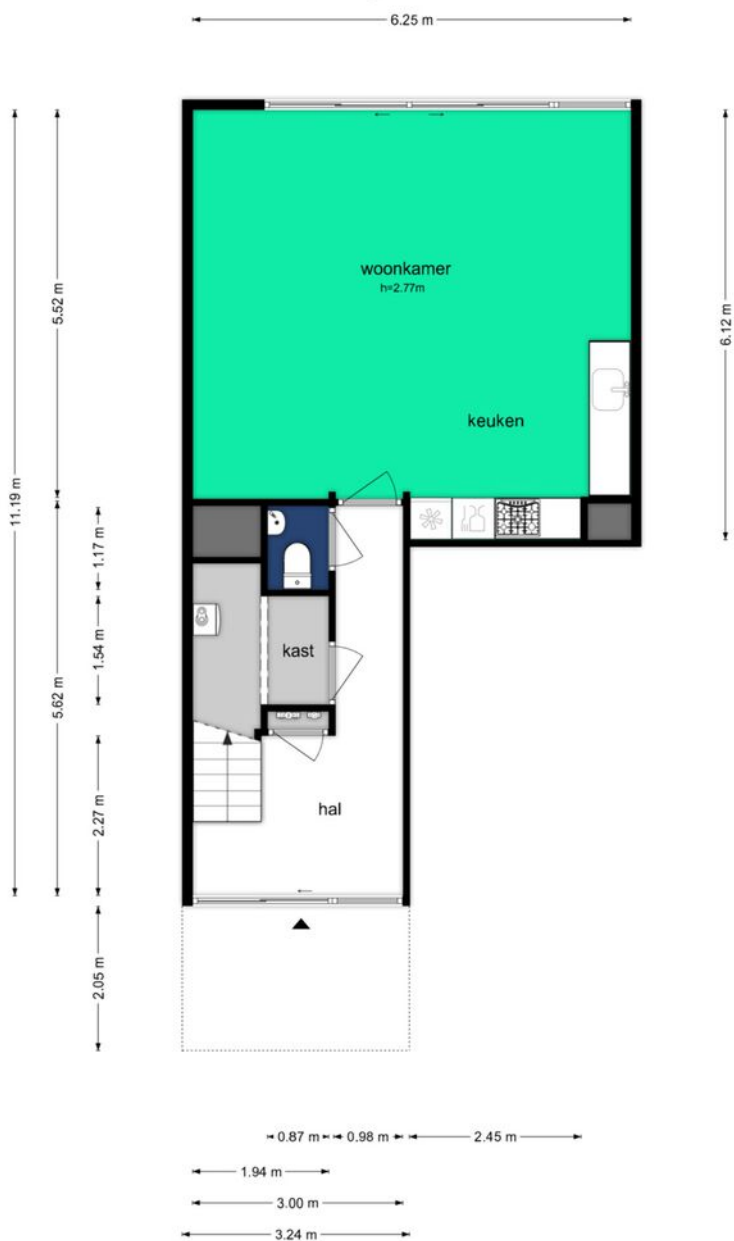 6.25 m
woonkamer
h=2.77m
keuken
5.52 m
6.12 m
11.19 m
1.17 m
1.54 m
kast
5.62 m
2.27 m
hal
2.05 m
0.87 m
0.98 m
2.45 m
1.94 m
3.00 m
3.24 m